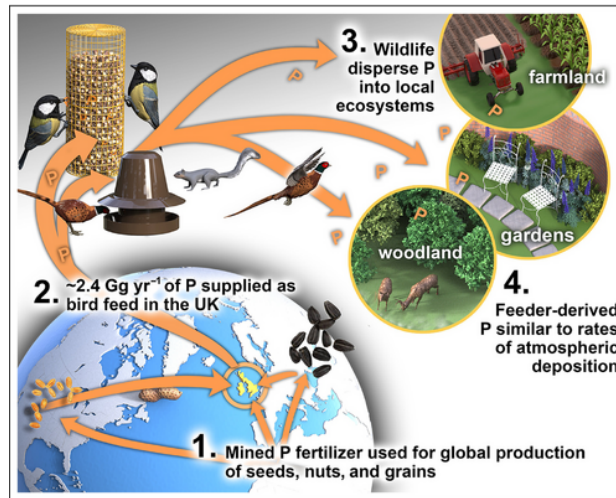 3. Wildlife
disperse P
into local
ecosystems
farmland
P
P
P
P
P
gardens
P
P
P
woodland
P
P
2. ~2.4 Gg yr⁻¹ of P supplied as
bird feed in the UK
4.
Feeder-derived
P similar to rates
of atmospheric
deposition
1. Mined P fertilizer used for global production
of seeds, nuts, and grains